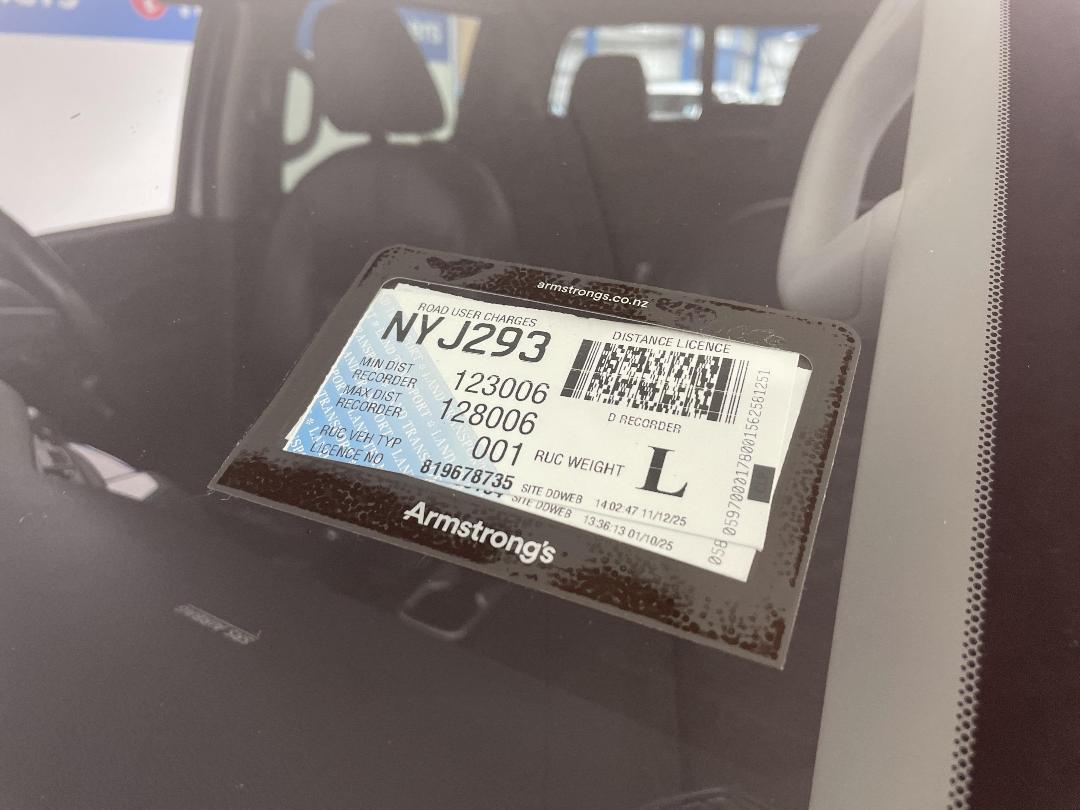 armstrongs.co.nz
ROAD USER CHARGES
DISTANCE LICENCE
NYJ293
MIN DIST
RECORDER
123006
D RECORDER
MAX DIST
RECORDER
128006
RUC VEH TYP
001
RUC WEIGHT
L
LICENCE NO
819678735
SITE DDWEB 14:02:47 11/12/25
SITE DDWEB 13:36:13 01/10/25
Armstrong's
SRS AIRBAG